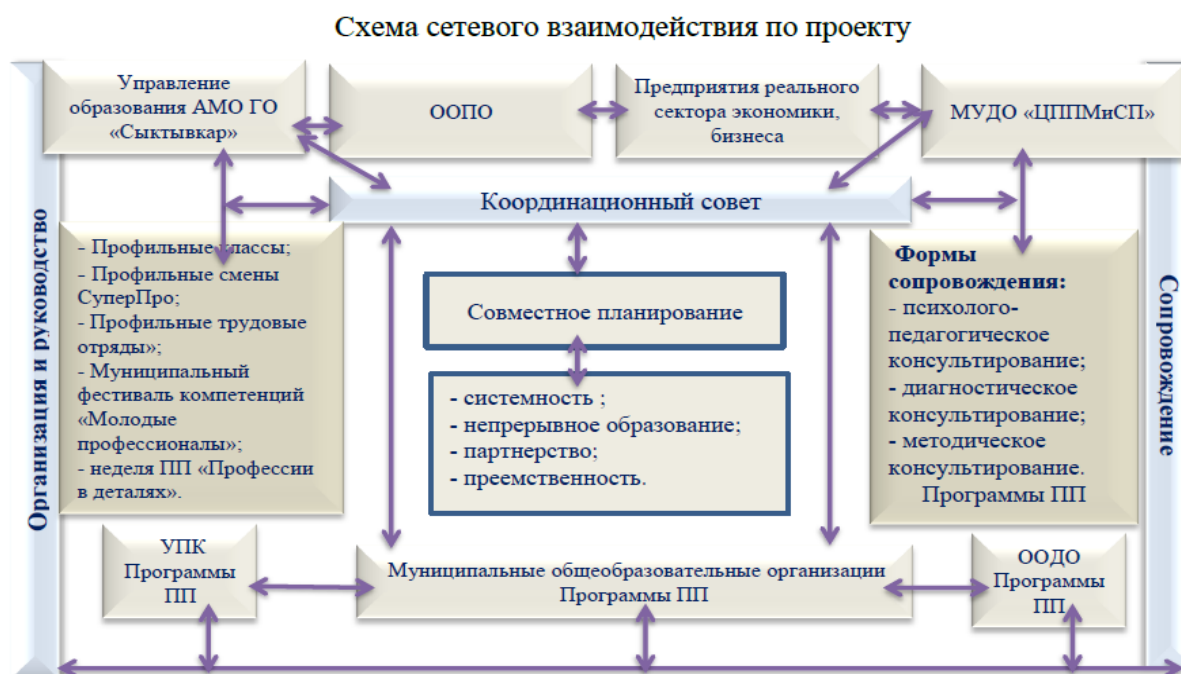 Схема сетевого взаимодействия по проекту
Управление
образования АМО ГО
«Сыктывкар»
ООПО
Предприятия реального
сектора экономики,
бизнеса
МУДО «ЦППМиСП»
Координационный совет
Организация и руководство
- Профильные классы;
- Профильные смены
СуперПро;
- Профильные трудовые
отряды»;
- Муниципальный
фестиваль компетенций
«Молодые
профессионалы»;
- неделя ПП «Профессии
в деталях».
Совместное планирование
- системность ;
- непрерывное образование;
- партнерство;
- преемственность.
Формы
сопровождения:
- психолого-
педагогическое
консультирование;
- диагностическое
консультирование;
- методическое
консультирование.
Программы ПП
Сопровождение
УПК
Программы
ПП
Муниципальные общеобразовательные организации
Программы ПП
ООДО
Программы
ПП